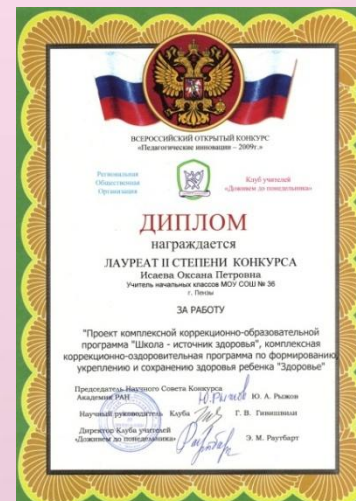 ВСЕРОССИЙСКИЙ ОТКРЫТЫЙ КОНКУРС
«Педагогические инновации – 2009г.»
Региональная
Общественная
Организация
Клуб учителей
«Доживем до понедельника»
ДИПЛОМ
награждается
ЛАУРЕАТ II СТЕПЕНИ КОНКУРСА
Исаева Оксана Петровна
Учитель начальных классов МОУ СОШ № 36
г. Пензы
ЗА РАБОТУ
"Проект комплексной коррекционно-образовательной
программа "Школа - источник здоровья", комплексная
коррекционно-оздоровительная программа по формированию,
укреплению и сохранению здоровья ребенка "Здоровье"
Председатель Научного Совета Конкурса
Академик РАН Ю. А. Рыжов
Научный руководитель Клуба Г. В. Гивишвили
Директор Клуба учителей
«Доживем до понедельника» Э. М. Раутбарт